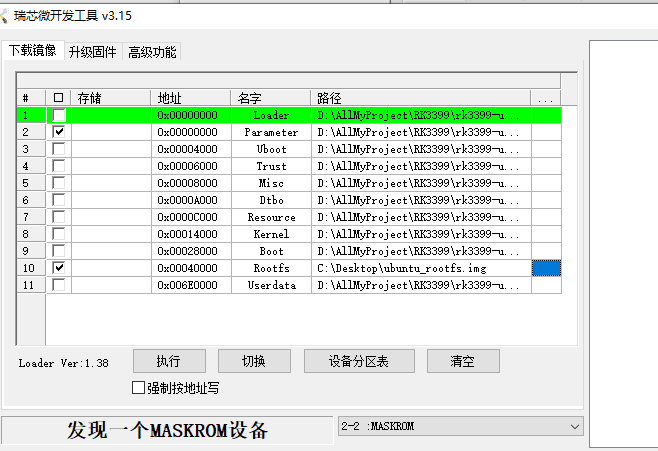 瑞芯微开发工具 v3.15
下载镜像 升级固件 高级功能
# 存储 地址 名字 路径 ...
1 0x00000000 Loader D:\AllMyProject\RK3399\rk3399-u...
2 0x00000000 Parameter D:\AllMyProject\RK3399\rk3399-u...
3 0x00004000 Uboot D:\AllMyProject\RK3399\rk3399-u...
4 0x00006000 Trust D:\AllMyProject\RK3399\rk3399-u...
5 0x00008000 Misc D:\AllMyProject\RK3399\rk3399-u...
6 0x0000A000 Dtbo D:\AllMyProject\RK3399\rk3399-u...
7 0x0000C000 Resource D:\AllMyProject\RK3399\rk3399-u...
8 0x00014000 Kernel D:\AllMyProject\RK3399\rk3399-u...
9 0x00028000 Boot D:\AllMyProject\RK3399\rk3399-u...
10 0x00040000 Rootfs C:\Desktop\ubuntu_rootfs.img
11 0x006E0000 Userdata D:\AllMyProject\RK3399\rk3399-u...
Loader Ver:1.38 执行 切换 设备分区表 清空
强制按地址写
发现一个MASKROM设备 2-2 :MASKROM